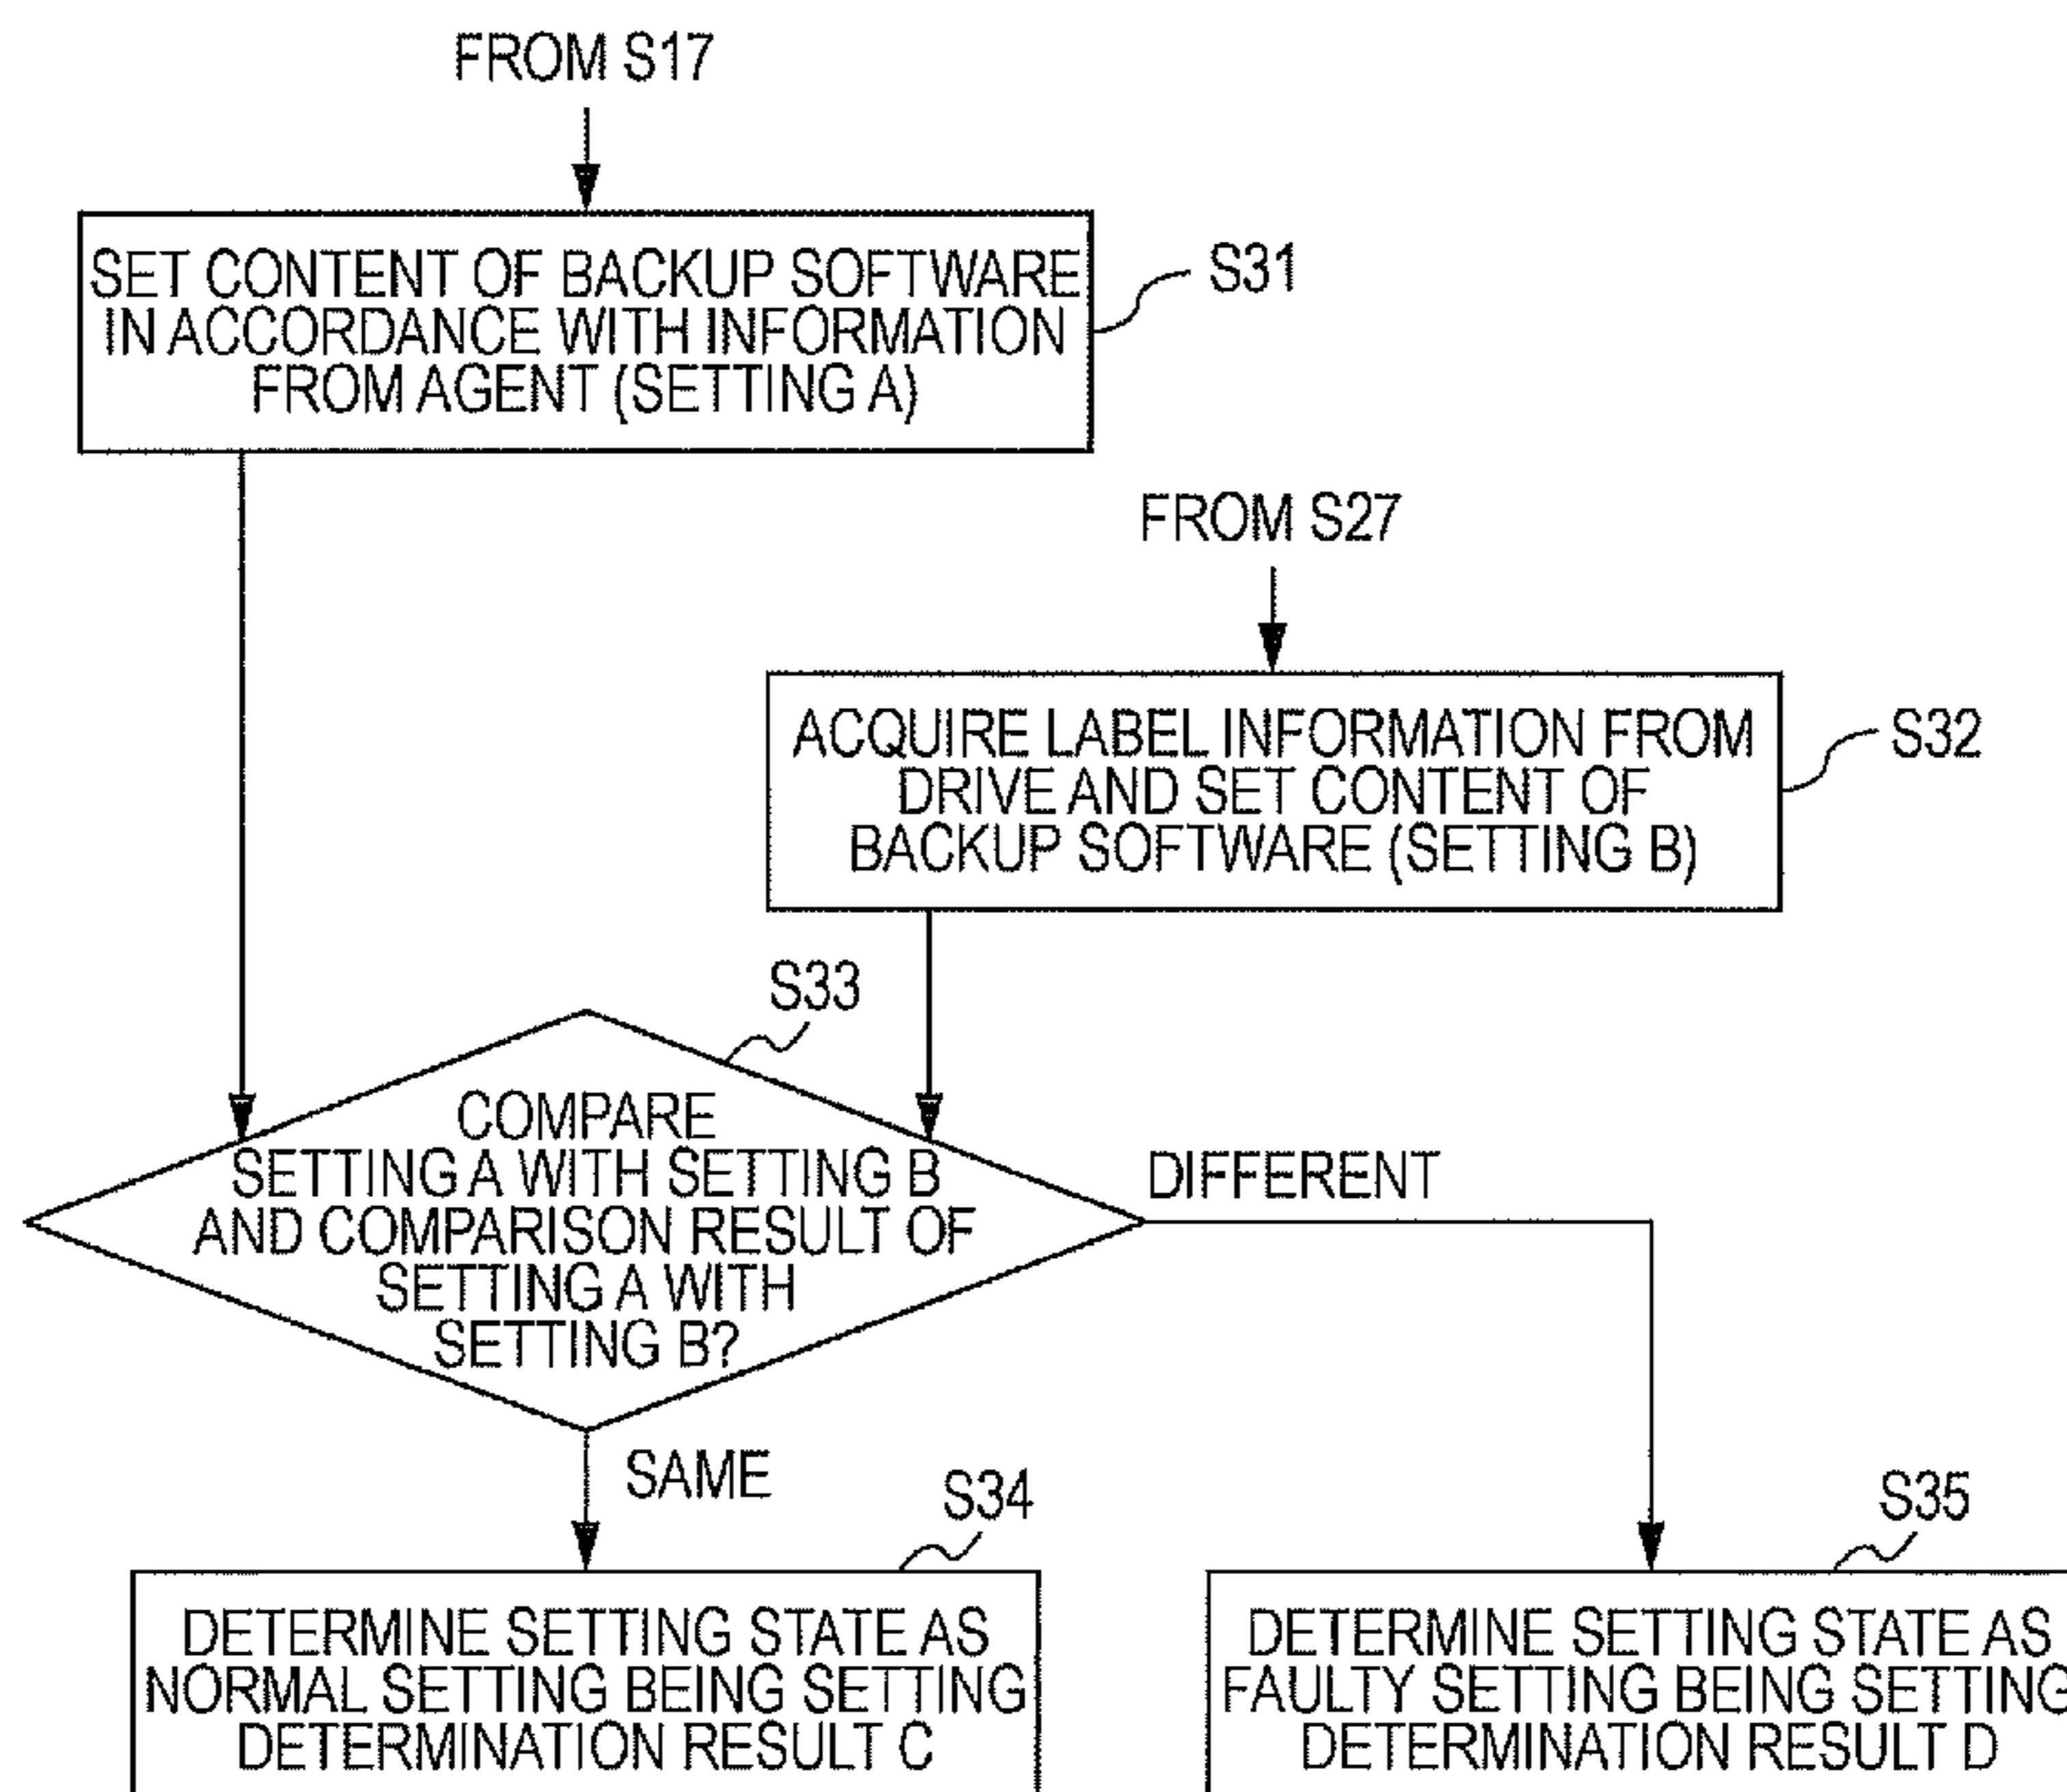 FROM S17
SET CONTENT OF BACKUP SOFTWARE
IN ACCORDANCE WITH INFORMATION
FROM AGENT (SETTING A)
S31
FROM S27
ACQUIRE LABEL INFORMATION FROM
DRIVE AND SET CONTENT OF
BACKUP SOFTWARE (SETTING B)
S32
S33
COMPARE
SETTING A WITH SETTING B
AND COMPARISON RESULT OF
SETTING A WITH
SETTING B?
DIFFERENT
SAME
S34
DETERMINE SETTING STATE AS
NORMAL SETTING BEING SETTING
DETERMINATION RESULT C
S35
DETERMINE SETTING STATE AS
FAULTY SETTING BEING SETTING
DETERMINATION RESULT D